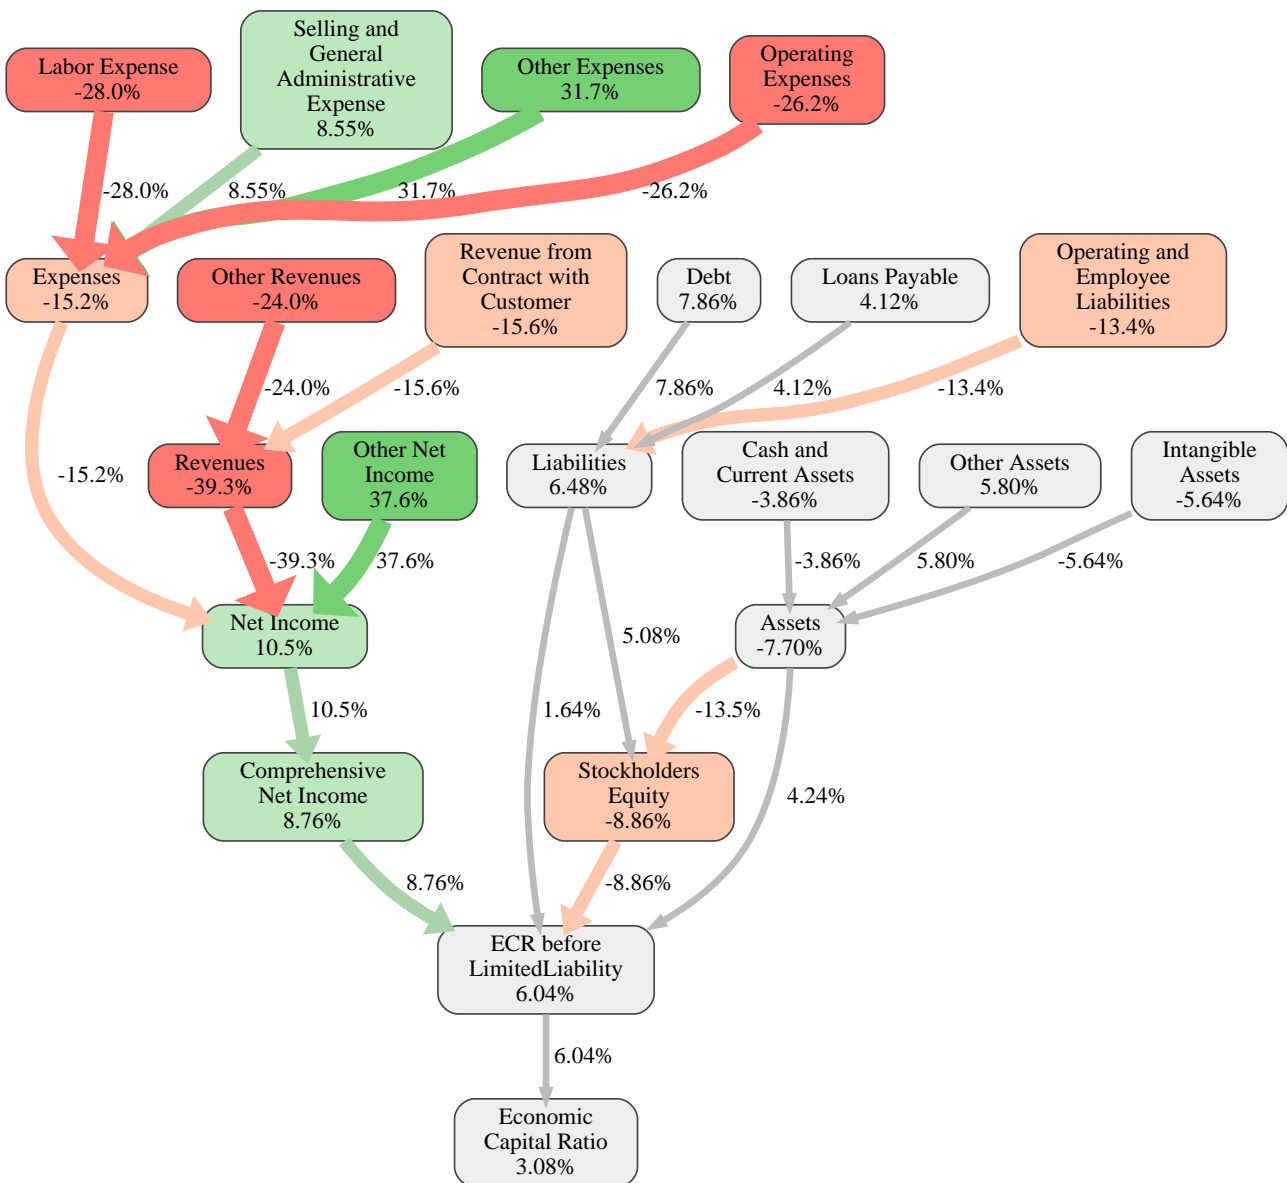 Labor Expense
-28.0%
Selling and
General
Administrative
Expense
8.55%
Other Expenses
31.7%
Operating
Expenses
-26.2%
-28.0%
8.55%
31.7%
-26.2%
Expenses
-15.2%
Other Revenues
-24.0%
Revenue from
Contract with
Customer
-15.6%
Debt
7.86%
Loans Payable
4.12%
Operating and
Employee
Liabilities
-13.4%
-24.0%
-15.6%
7.86%
4.12%
-13.4%
-15.2%
Revenues
-39.3%
Other Net
Income
37.6%
Liabilities
6.48%
Cash and
Current Assets
-3.86%
Other Assets
5.80%
Intangible
Assets
-5.64%
-39.3%
37.6%
-3.86%
5.80%
-5.64%
Net Income
10.5%
5.08%
Assets
-7.70%
10.5%
1.64%
-13.5%
Comprehensive
Net Income
8.76%
Stockholders
Equity
-8.86%
4.24%
8.76%
-8.86%
ECR before
LimitedLiability
6.04%
6.04%
Economic
Capital Ratio
3.08%